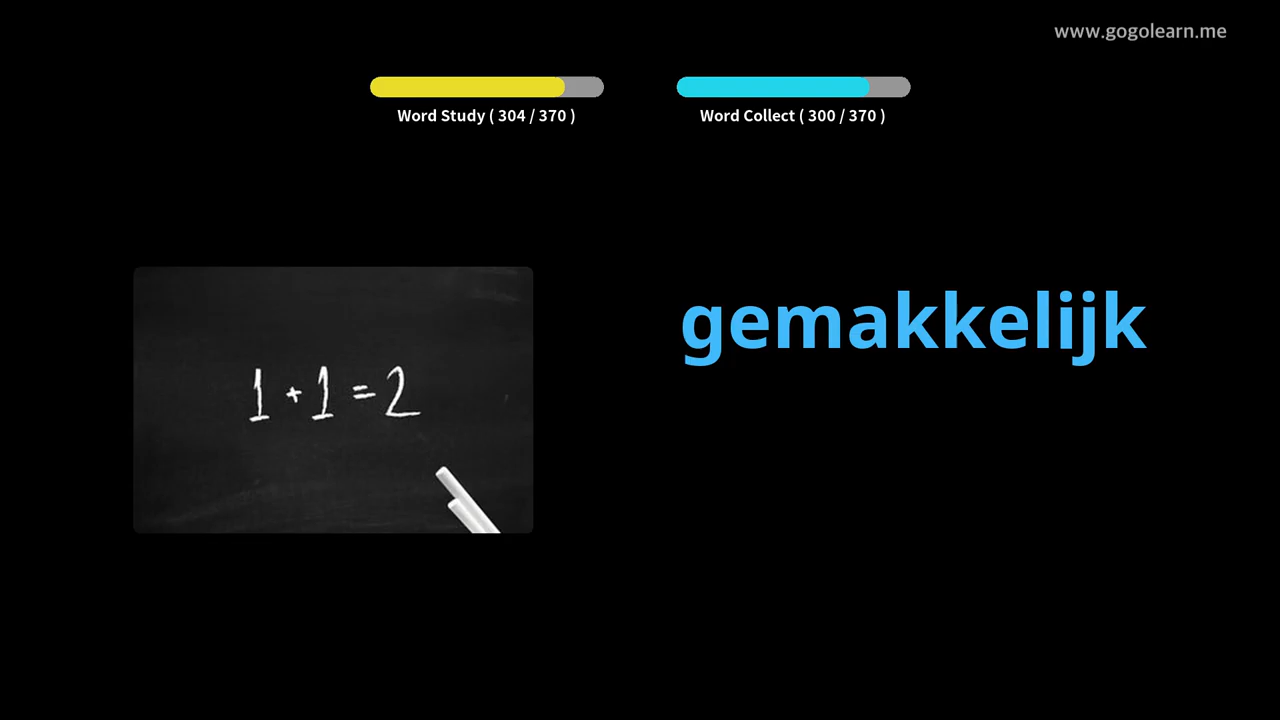 www.gogolearn.me
Word Study ( 304 / 370 )
Word Collect ( 300 / 370 )
gemakkelijk
1 + 1 = 2